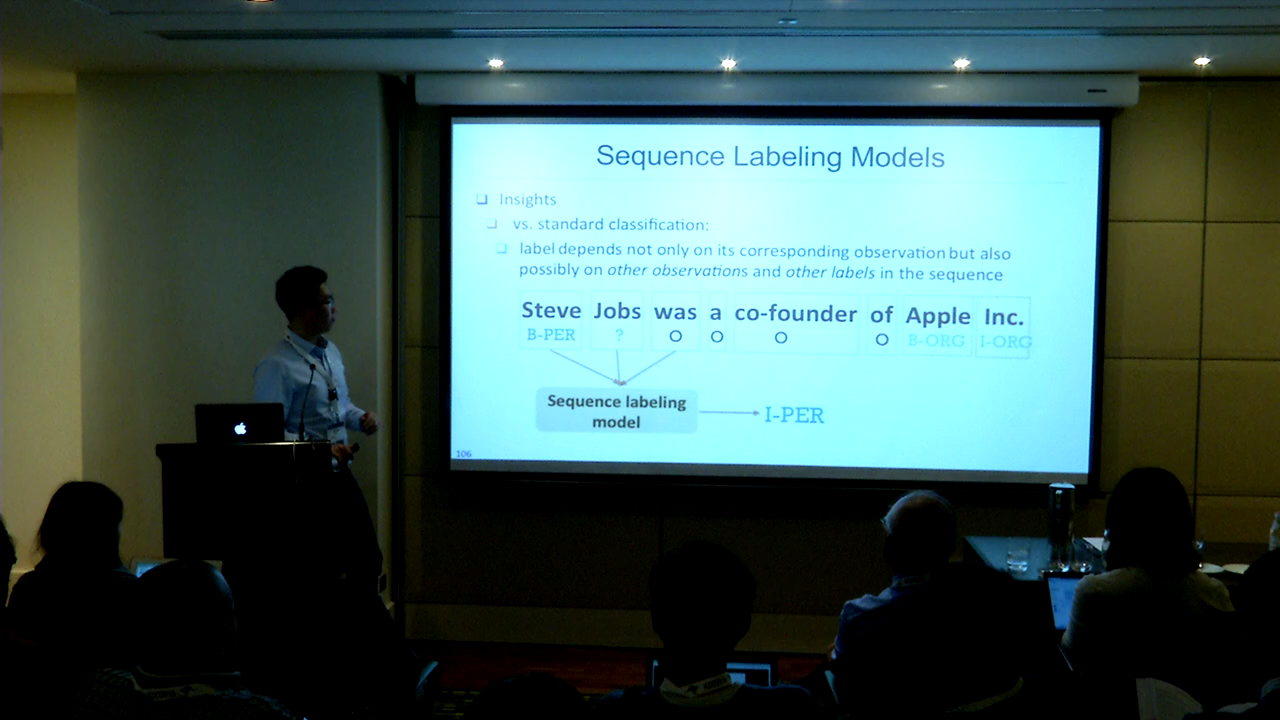 Sequence Labeling Models
Insights
vs. standard classification:
label depends not only on its corresponding observation but also
possibly on other observations and other labels in the sequence
Steve Jobs was a co-founder of Apple Inc.
B-PER ? O O O O B-ORG I-ORG
Sequence labeling
model
I-PER
106